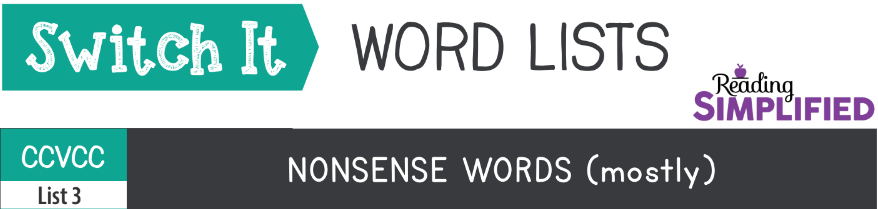 Switch It WORD LISTS
Reading
SIMPLIFIED
CCVCC
NONSENSE WORDS (mostly)
List 3